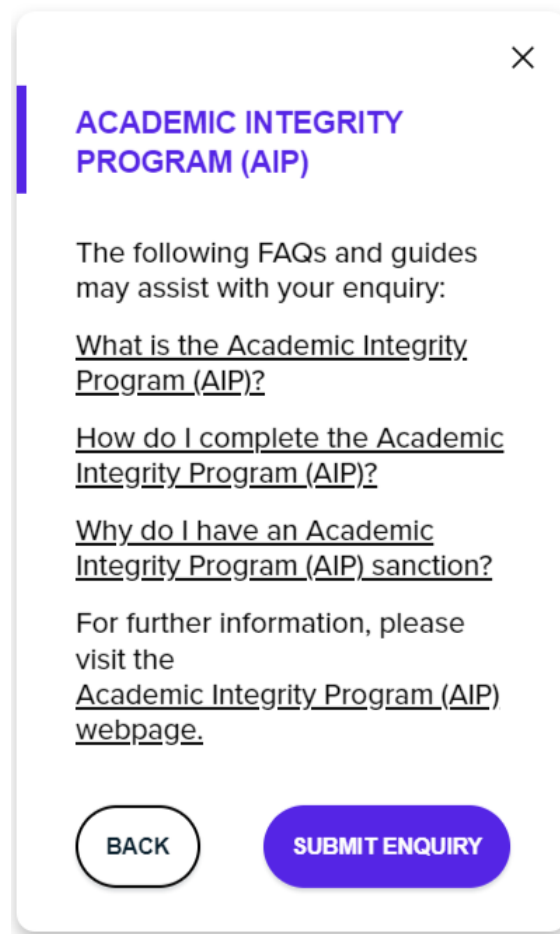 ACADEMIC INTEGRITY
PROGRAM (AIP)
The following FAQs and guides
may assist with your enquiry:
What is the Academic Integrity
Program (AIP)?
How do I complete the Academic
Integrity Program (AIP)?
Why do I have an Academic
Integrity Program (AIP) sanction?
For further information, please
visit the
Academic Integrity Program (AIP)
webpage.
BACK
SUBMIT ENQUIRY